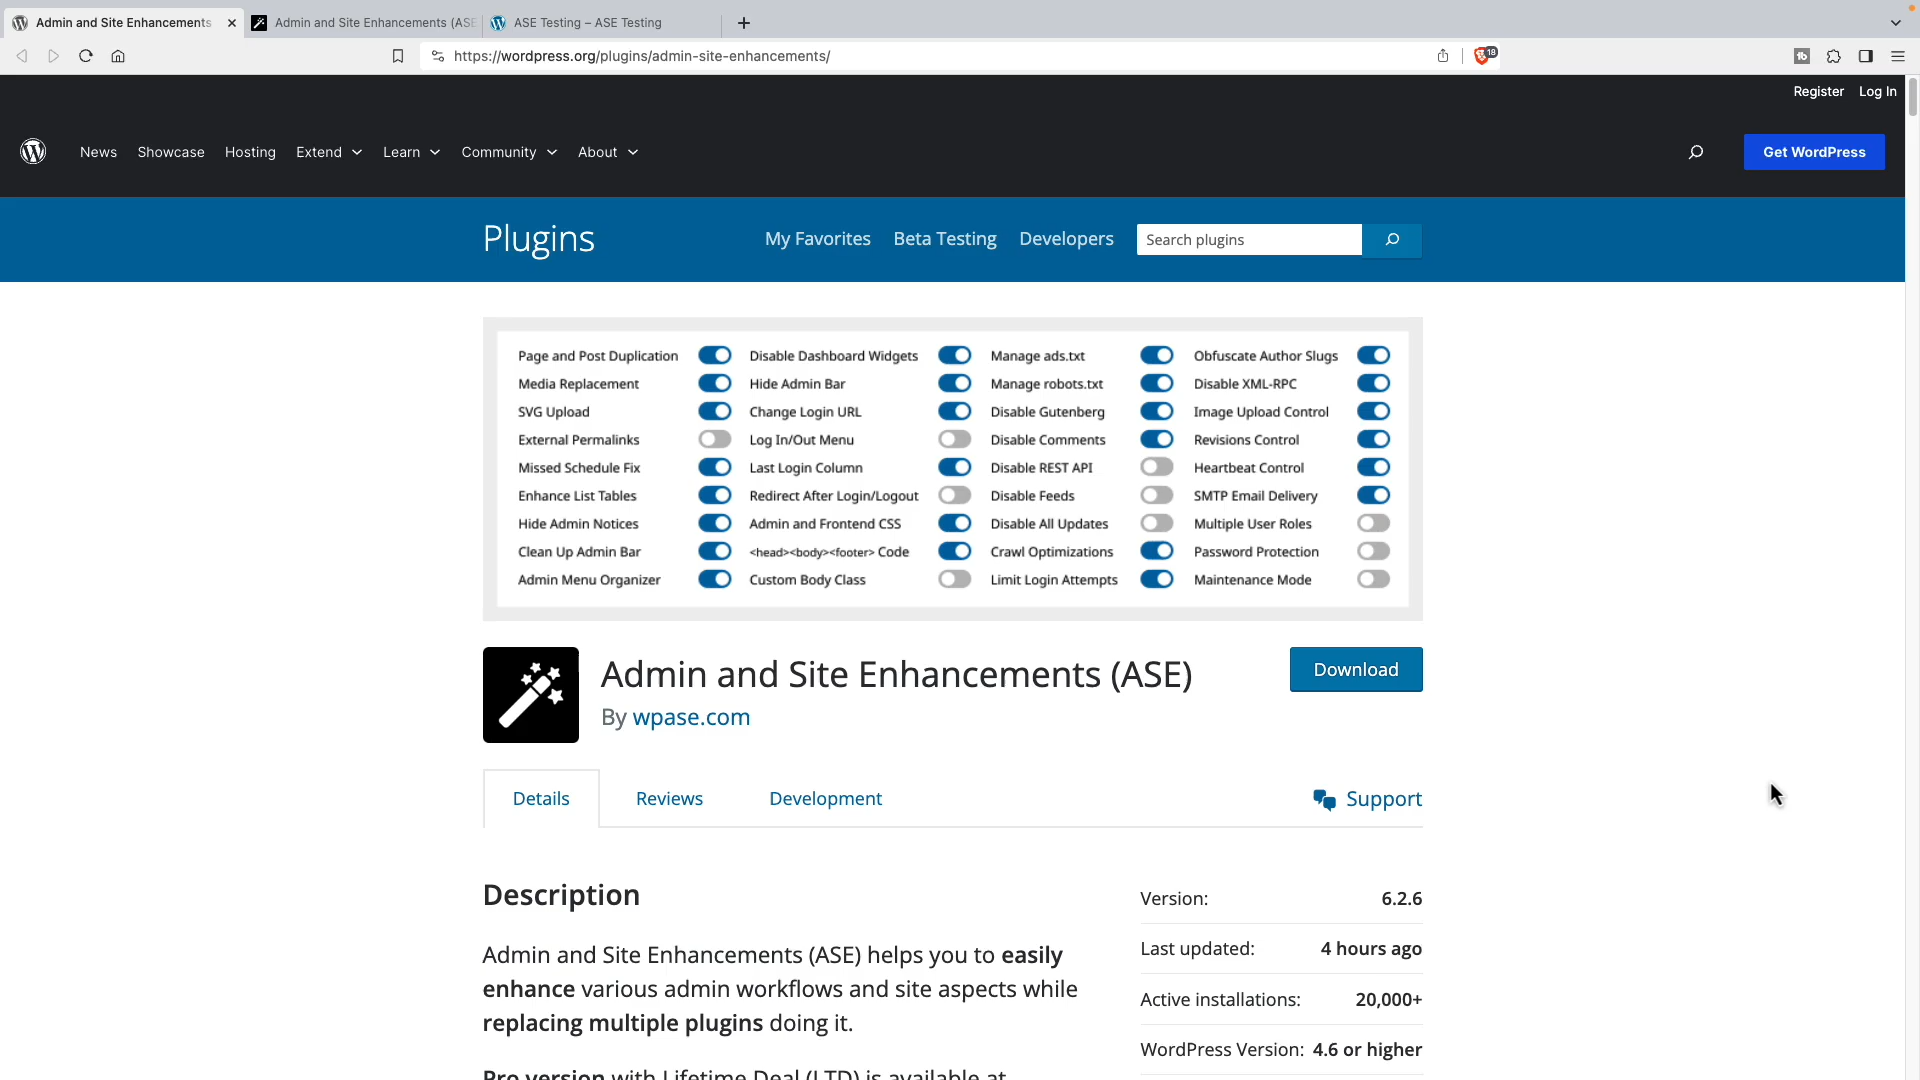 Admin and Site Enhancements
Admin and Site Enhancements (ASE
ASE Testing – ASE Testing
https://wordpress.org/plugins/admin-site-enhancements/
18
Register Log In
News Showcase Hosting Extend Learn Community About
Get WordPress
Plugins
My Favorites Beta Testing Developers Search plugins
Page and Post Duplication Disable Dashboard Widgets Manage ads.txt Obfuscate Author Slugs
Media Replacement Hide Admin Bar Manage robots.txt Disable XML-RPC
SVG Upload Change Login URL Disable Gutenberg Image Upload Control
External Permalinks Log In/Out Menu Disable Comments Revisions Control
Missed Schedule Fix Last Login Column Disable REST API Heartbeat Control
Enhance List Tables Redirect After Login/Logout Disable Feeds SMTP Email Delivery
Hide Admin Notices Admin and Frontend CSS Disable All Updates Multiple User Roles
Clean Up Admin Bar <head><body><footer> Code Crawl Optimizations Password Protection
Admin Menu Organizer Custom Body Class Limit Login Attempts Maintenance Mode
Admin and Site Enhancements (ASE)
Download
By wpase.com
Details Reviews Development Support
Description
Admin and Site Enhancements (ASE) helps you to easily
enhance various admin workflows and site aspects while
replacing multiple plugins doing it.
Pro version with Lifetime Deal (LTD) is available at
Version: 6.2.6
Last updated: 4 hours ago
Active installations: 20,000+
WordPress Version: 4.6 or higher